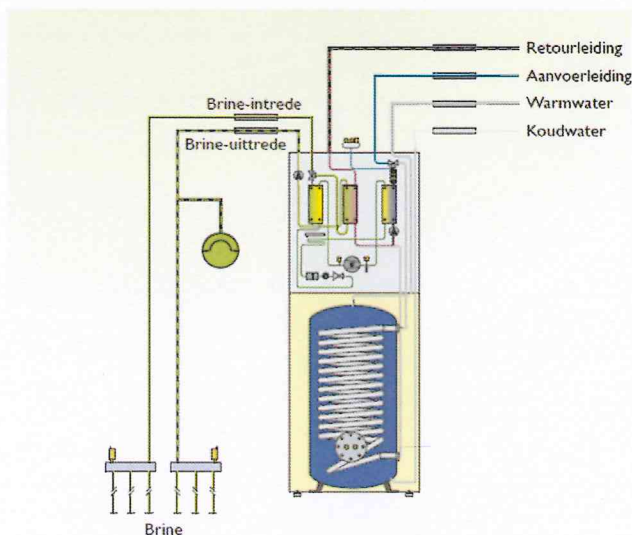 Retourleiding
Aanvoerleiding
Warmwater
Koudwater
Brine-intrede
Brine-uittrede
Brine